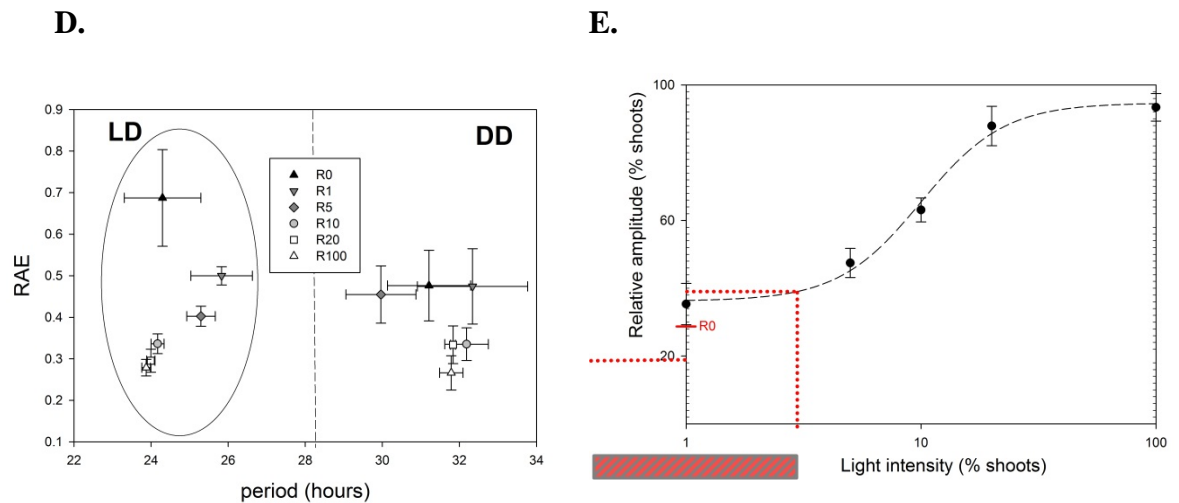 D.
E.
0.9
0.8
0.7
0.6
0.5
0.4
0.3
0.2
0.1
RAE
LD
DD
R0
R1
R5
R10
R20
R100
22
24
26
28
30
32
34
period (hours)
100
60
20
Relative amplitude (% shoots)
R0
1
10
100
Light intensity (% shoots)